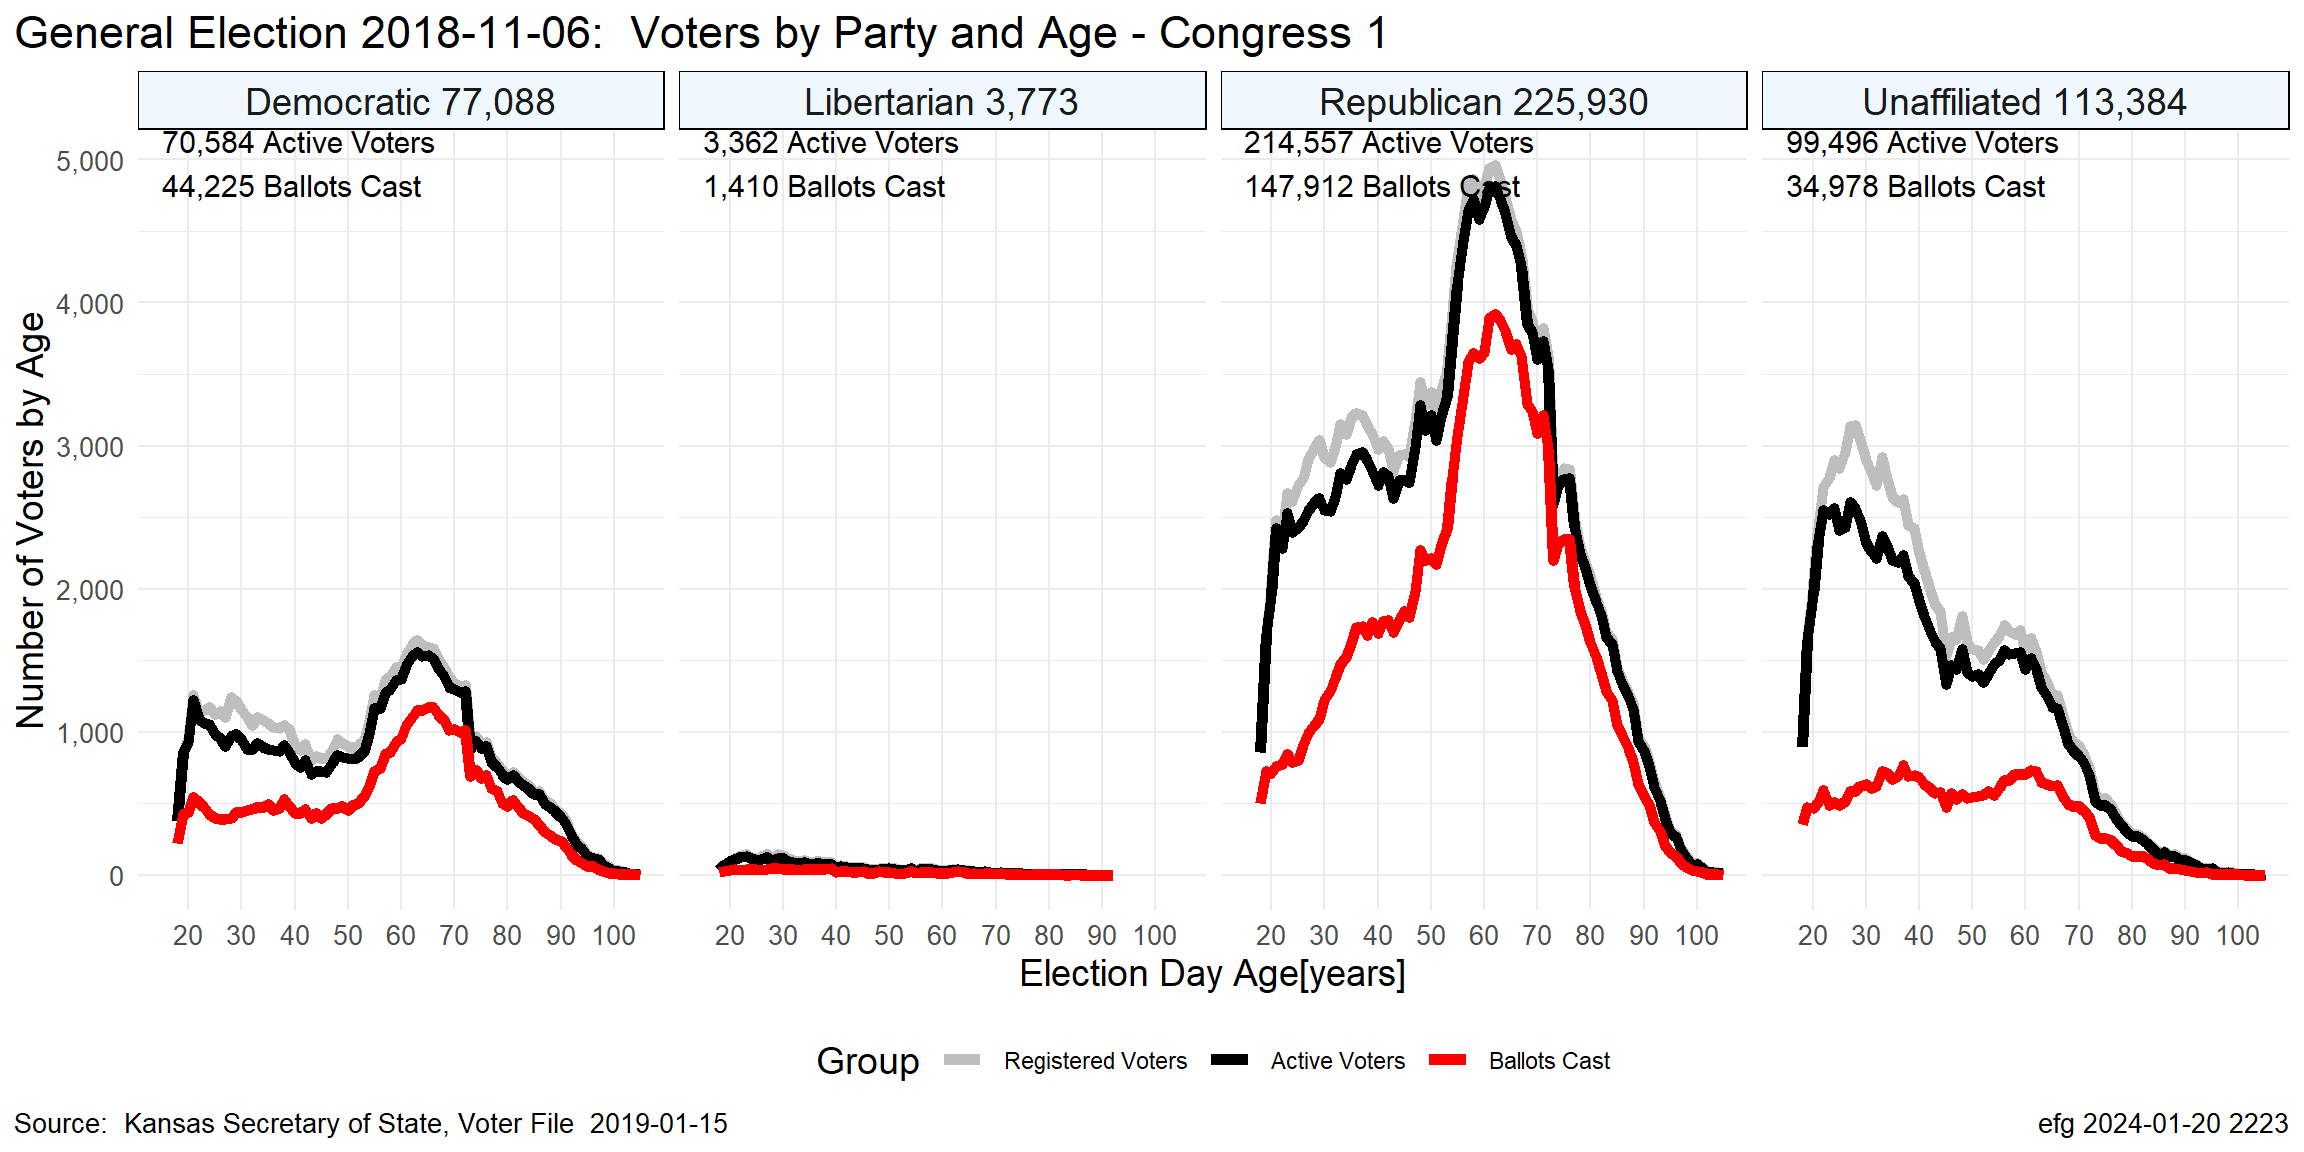 General Election 2018-11-06:  Voters by Party and Age - Congress 1
Democratic 77,088
Libertarian 3,773
Republican 225,930
Unaffiliated 113,384
70,584 Active Voters
44,225 Ballots Cast
3,362 Active Voters
1,410 Ballots Cast
214,557 Active Voters
147,912 Ballots Cast
99,496 Active Voters
34,978 Ballots Cast
Number of Voters by Age
5,000
4,000
3,000
2,000
1,000
0
20 30 40 50 60 70 80 90 100
20 30 40 50 60 70 80 90 100
20 30 40 50 60 70 80 90 100
20 30 40 50 60 70 80 90 100
Election Day Age[years]
Group Registered Voters Active Voters Ballots Cast
Source:  Kansas Secretary of State, Voter File  2019-01-15
efg 2024-01-20 2223